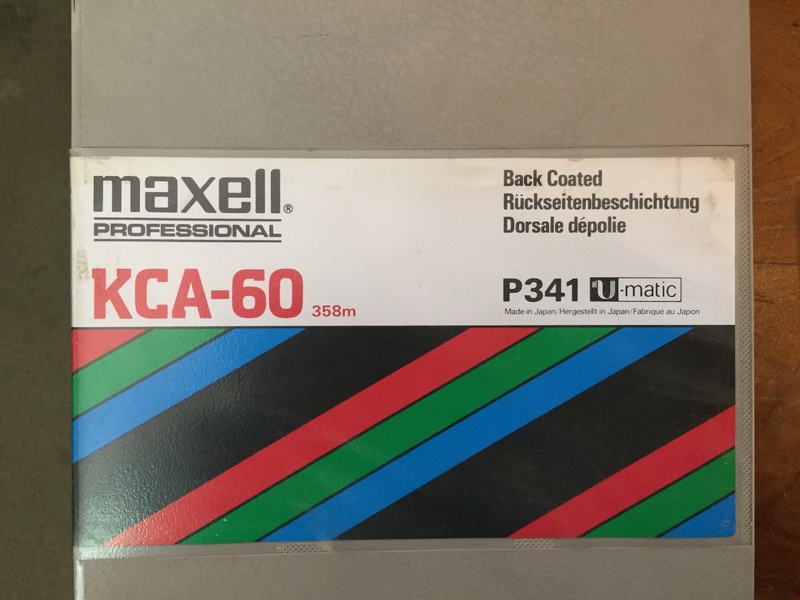 maxell®
PROFESSIONAL
KCA-60 358m
Back Coated
Rückseitenbeschichtung
Dorsale dépolie
P341 U-matic
Made in Japan/Hergestellt in Japan/Fabriqué au Japon